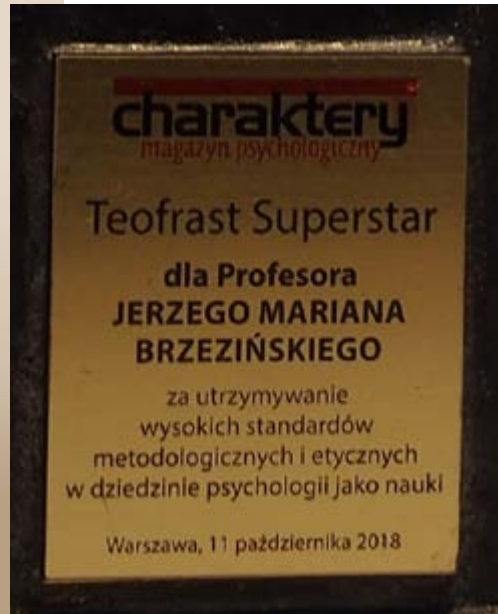 charaktery
magazyn psychologiczny
Teofrast Superstar
dla Profesora
JERZEGO MARIANA
BRZEZIŃSKIEGO
za utrzymywanie
wysokich standardów
metodologicznych i etycznych
w dziedzinie psychologii jako nauki
Warszawa, 11 października 2018